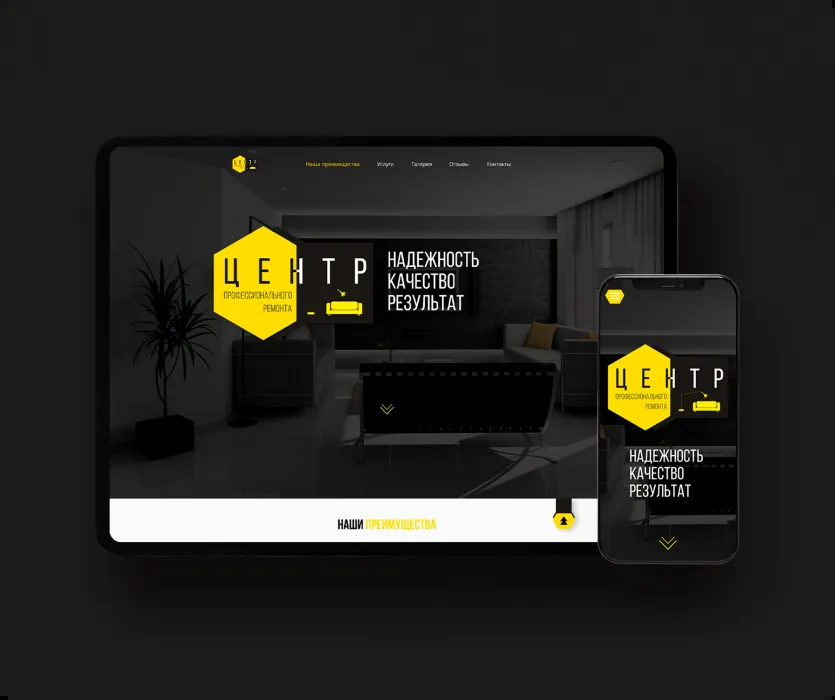 Наши преимущества Услуги Галерея Отзывы Контакты
ЦЕНТР
ПРОФЕССИОНАЛЬНОГО
РЕМОНТА
НАДЕЖНОСТЬ
КАЧЕСТВО
РЕЗУЛЬТАТ
НАШИ ПРЕИМУЩЕСТВА
ЦЕНТР
ПРОФЕССИОНАЛЬНОГО
РЕМОНТА
НАДЕЖНОСТЬ
КАЧЕСТВО
РЕЗУЛЬТАТ